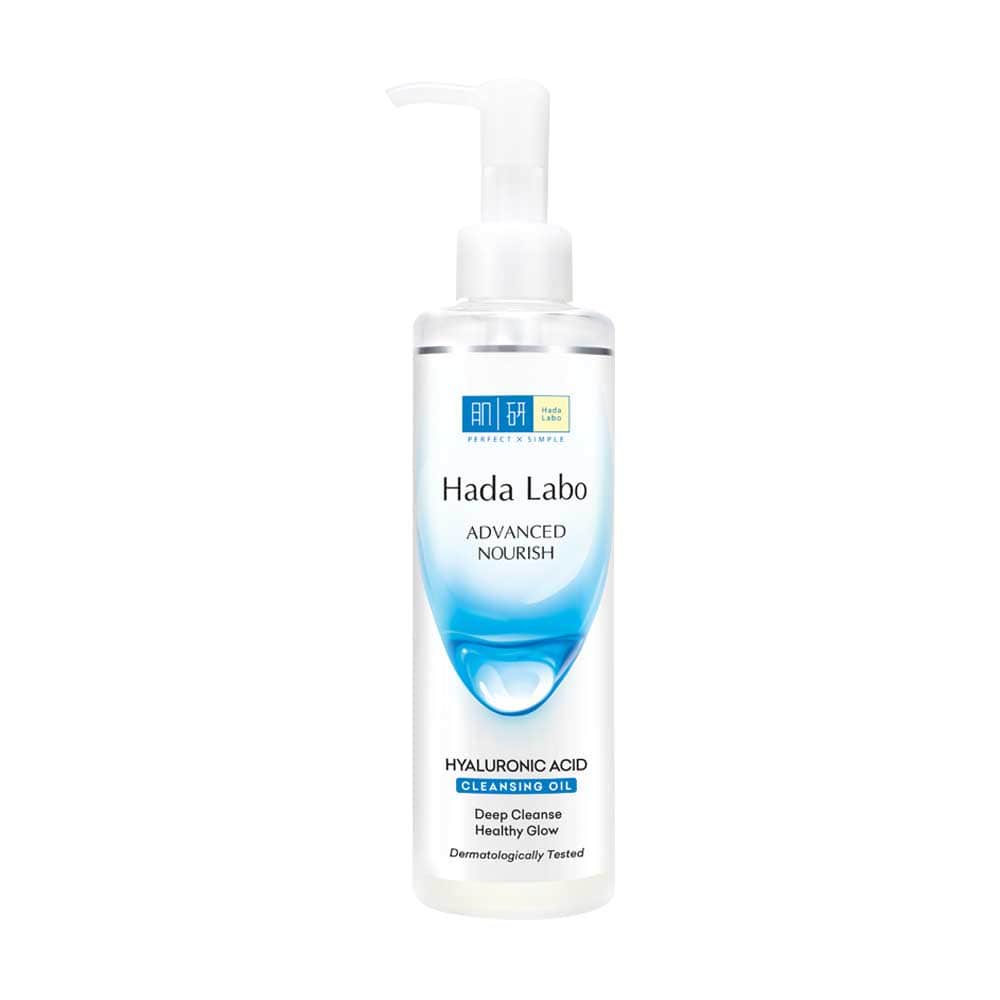 肌研 Hada
Labo
PERFECT X SIMPLE
Hada Labo
ADVANCED
NOURISH
HYALURONIC ACID
CLEANSING OIL
Deep Cleanse
Healthy Glow
Dermatologically Tested